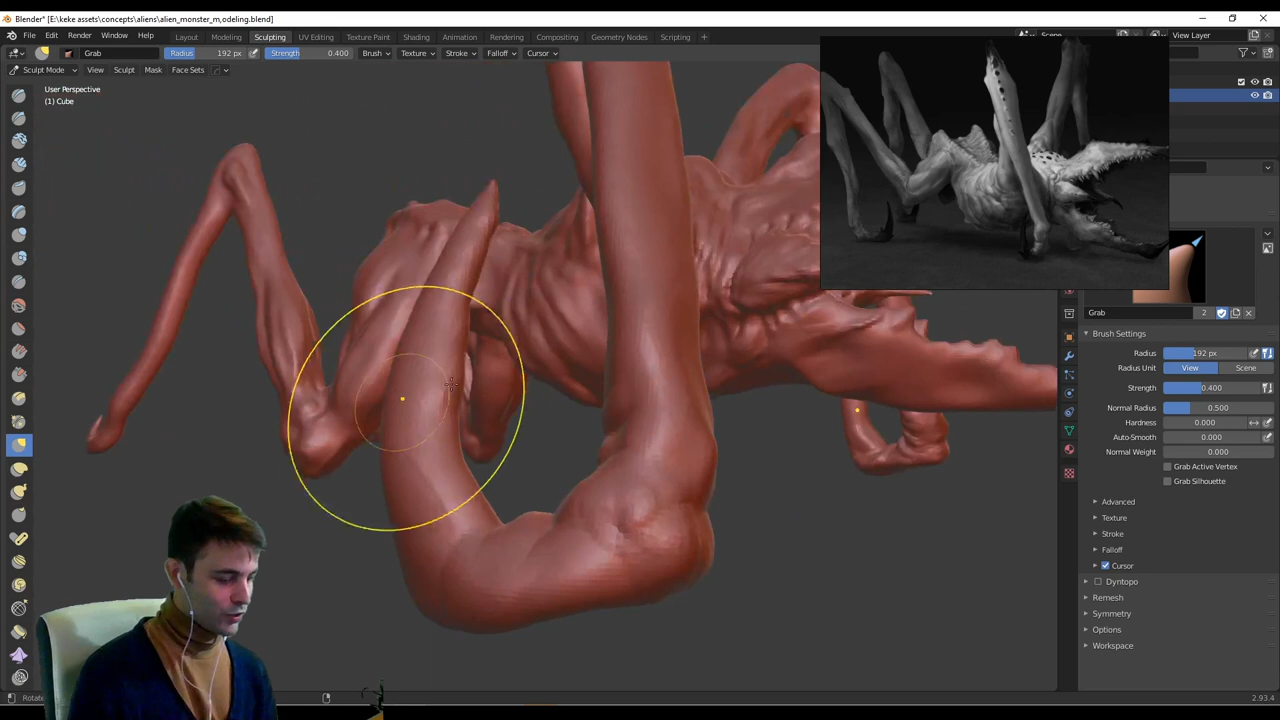 Blender* [E:\keke assets\concepts\aliens\alien_monster_m,odeling.blend]
File Edit Render Window Help Layout Modeling Sculpting UV Editing Texture Paint Shading Animation Rendering Compositing Geometry Nodes Scripting Scene View Layer
Grab Radius 192 px Strength 0.400 Brush Texture Stroke Falloff Cursor
Sculpt Mode View Sculpt Mask Face Sets
User Perspective
(1) Cube
Grab 2
Brush Settings
Radius 192 px
Radius Unit View Scene
Strength 0.400
Normal Radius 0.500
Hardness 0.000
Auto-Smooth 0.000
Normal Weight 0.000
Grab Active Vertex
Grab Silhouette
Advanced
Texture
Stroke
Falloff
Cursor
Dyntopo
Remesh
Symmetry
Options
Workspace
Rotate 2.93.4